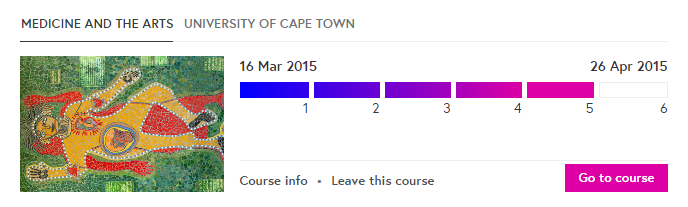 MEDICINE AND THE ARTS UNIVERSITY OF CAPE TOWN
16 Mar 2015 26 Apr 2015
1 2 3 4 5 6
Course info • Leave this course Go to course